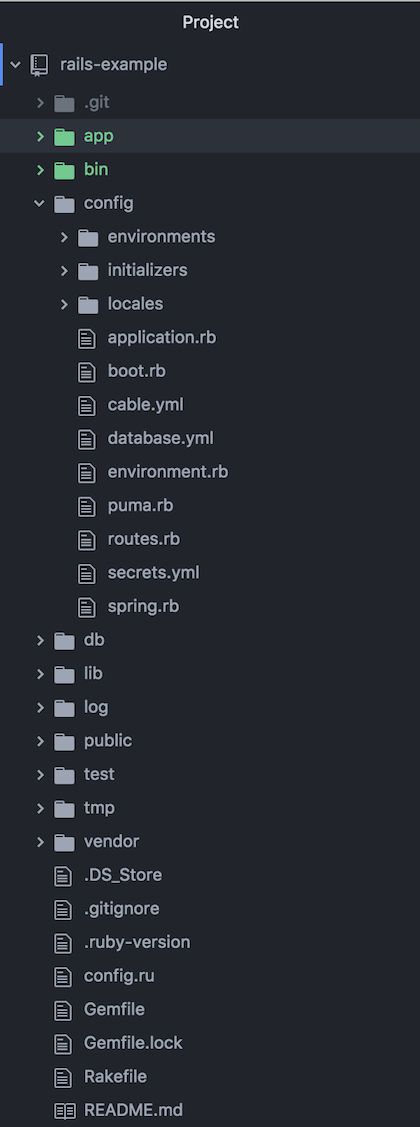 Project
rails-example
.git
app
bin
config
environments
initializers
locales
application.rb
boot.rb
cable.yml
database.yml
environment.rb
puma.rb
routes.rb
secrets.yml
spring.rb
db
lib
log
public
test
tmp
vendor
.DS_Store
.gitignore
.ruby-version
config.ru
Gemfile
Gemfile.lock
Rakefile
README.md